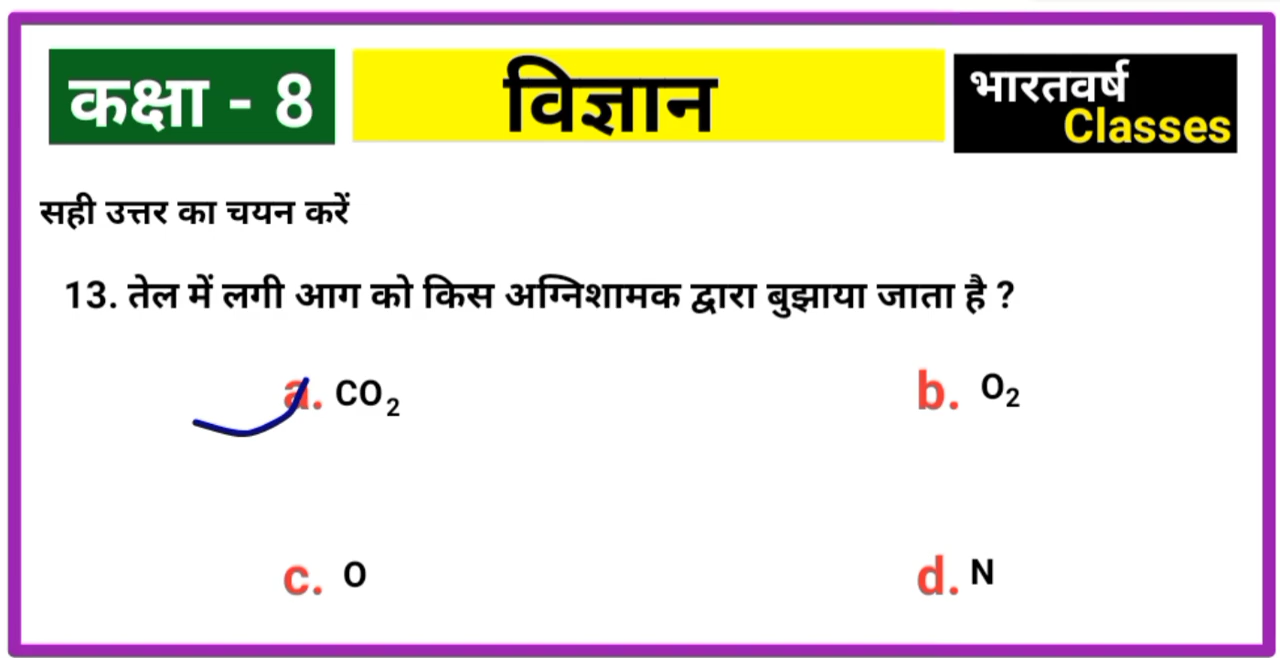 कक्षा - 8
विज्ञान
भारतवर्ष
Classes
सही उत्तर का चयन करें
13. तेल में लगी आग को किस अग्निशामक द्वारा बुझाया जाता है ?
a. CO₂
b. O₂
c. O
d. N